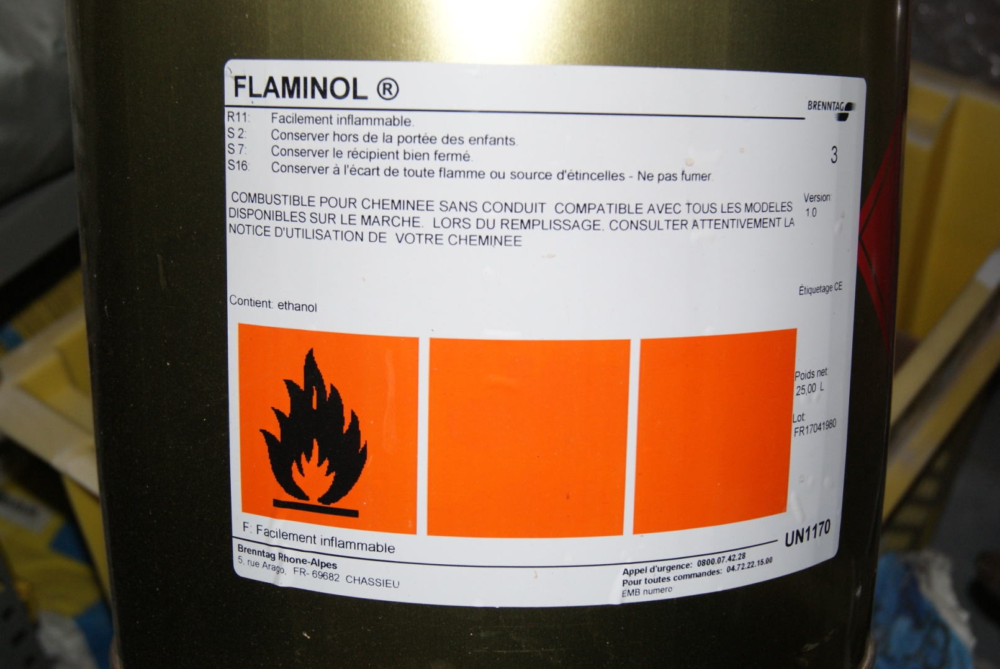 FLAMINOL ®
BRENNTAG
R11: Facilement inflammable.
S 2: Conserver hors de la portée des enfants.
S 7: Conserver le récipient bien fermé.
S16: Conserver à l'écart de toute flamme ou source d'étincelles - Ne pas fumer.
3
COMBUSTIBLE POUR CHEMINEE SANS CONDUIT COMPATIBLE AVEC TOUS LES MODELES
DISPONIBLES SUR LE MARCHE. LORS DU REMPLISSAGE, CONSULTER ATTENTIVEMENT LA
NOTICE D'UTILISATION DE VOTRE CHEMINEE
Version:
1.0
Étiquetage CE
Contient: ethanol
Poids net:
25,00 L
Lot:
FR17041980
F: Facilement inflammable
UN1170
Brenntag Rhone-Alpes
5, rue Arago, FR- 69682 CHASSIEU
Appel d'urgence: 0800.07.42.28
Pour toutes commandes: 04.72.22.15.00
EMB numero